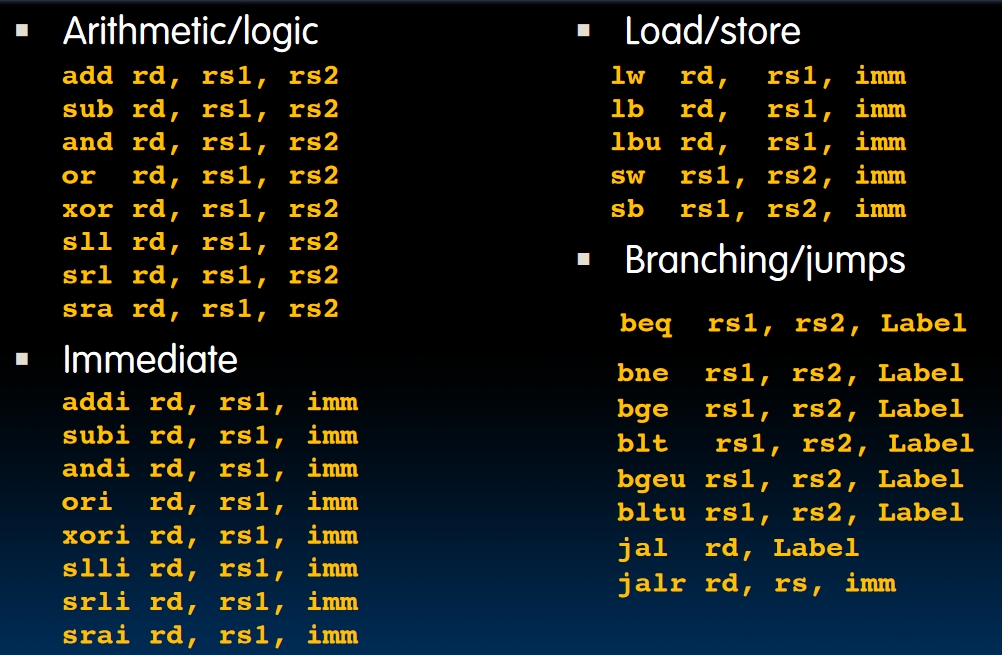 Arithmetic/logic
add rd, rs1, rs2
sub rd, rs1, rs2
and rd, rs1, rs2
or rd, rs1, rs2
xor rd, rs1, rs2
sll rd, rs1, rs2
srl rd, rs1, rs2
sra rd, rs1, rs2
Immediate
addi rd, rs1, imm
subi rd, rs1, imm
andi rd, rs1, imm
ori rd, rs1, imm
xori rd, rs1, imm
slli rd, rs1, imm
srli rd, rs1, imm
srai rd, rs1, imm
Load/store
lw rd, rs1, imm
lb rd, rs1, imm
lbu rd, rs1, imm
sw rs1, rs2, imm
sb rs1, rs2, imm
Branching/jumps
beq rs1, rs2, Label
bne rs1, rs2, Label
bge rs1, rs2, Label
blt rs1, rs2, Label
bgeu rs1, rs2, Label
bltu rs1, rs2, Label
jal rd, Label
jalr rd, rs, imm